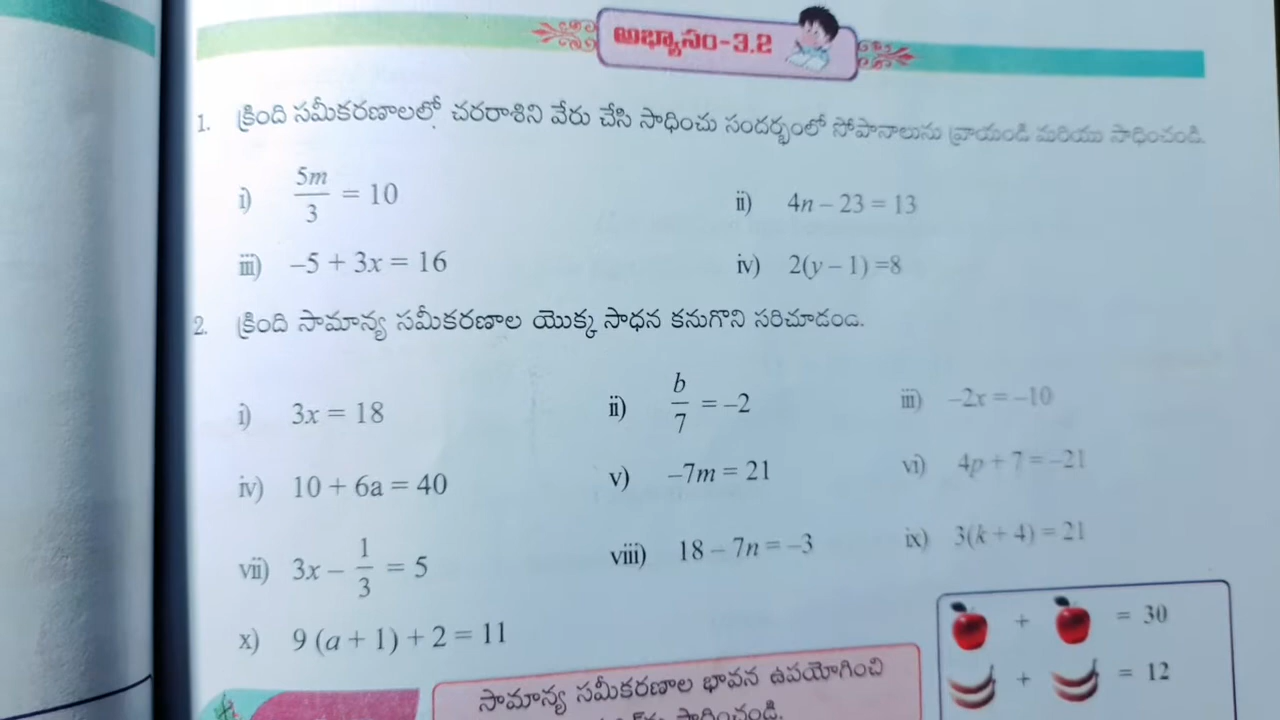 అభ్యాసం-3.2
1. క్రింది సమీకరణాలలో చరరాశిని వేరు చేసి సాధించు సందర్భంలో సోపానాలును వ్రాయండి మరియు సాధించండి.
i) 5m/3 = 10 ii) 4n – 23 = 13
iii) –5 + 3x = 16 iv) 2(y – 1) =8
2. క్రింది సామాన్య సమీకరణాల యొక్క సాధన కనుగొని సరిచూడండి.
i) 3x = 18 ii) b/7 = –2 iii) –2x = –10
iv) 10 + 6a = 40 v) –7m = 21 vi) 4p + 7 = –21
vii) 3x – 1/3 = 5 viii) 18 – 7n = –3 ix) 3(k + 4) = 21
x) 9 (a + 1) + 2 = 11
+ = 30
+ = 12
సామాన్య సమీకరణాల భావన ఉపయోగించి
సాధించండి.